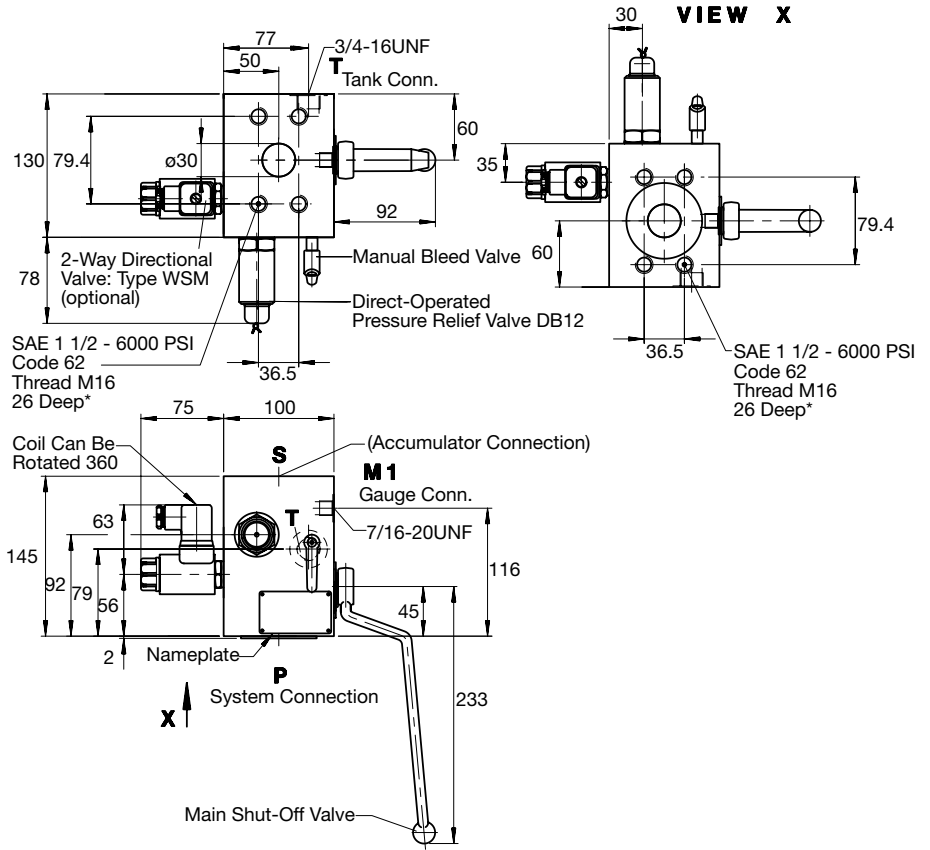 77
50
3/4-16UNF
T
Tank Conn.
130
79.4
ø30
60
92
78
2-Way Directional
Valve: Type WSM
(optional)
Manual Bleed Valve
Direct-Operated
Pressure Relief Valve DB12
SAE 1 1/2 - 6000 PSI
Code 62
Thread M16
26 Deep*
36.5
VIEW X
30
35
60
79.4
36.5
SAE 1 1/2 - 6000 PSI
Code 62
Thread M16
26 Deep*
75
100
Coil Can Be
Rotated 360
S
(Accumulator Connection)
M1
Gauge Conn.
7/16-20UNF
T
63
145
92
79
56
2
116
45
233
Nameplate
P
System Connection
X
Main Shut-Off Valve